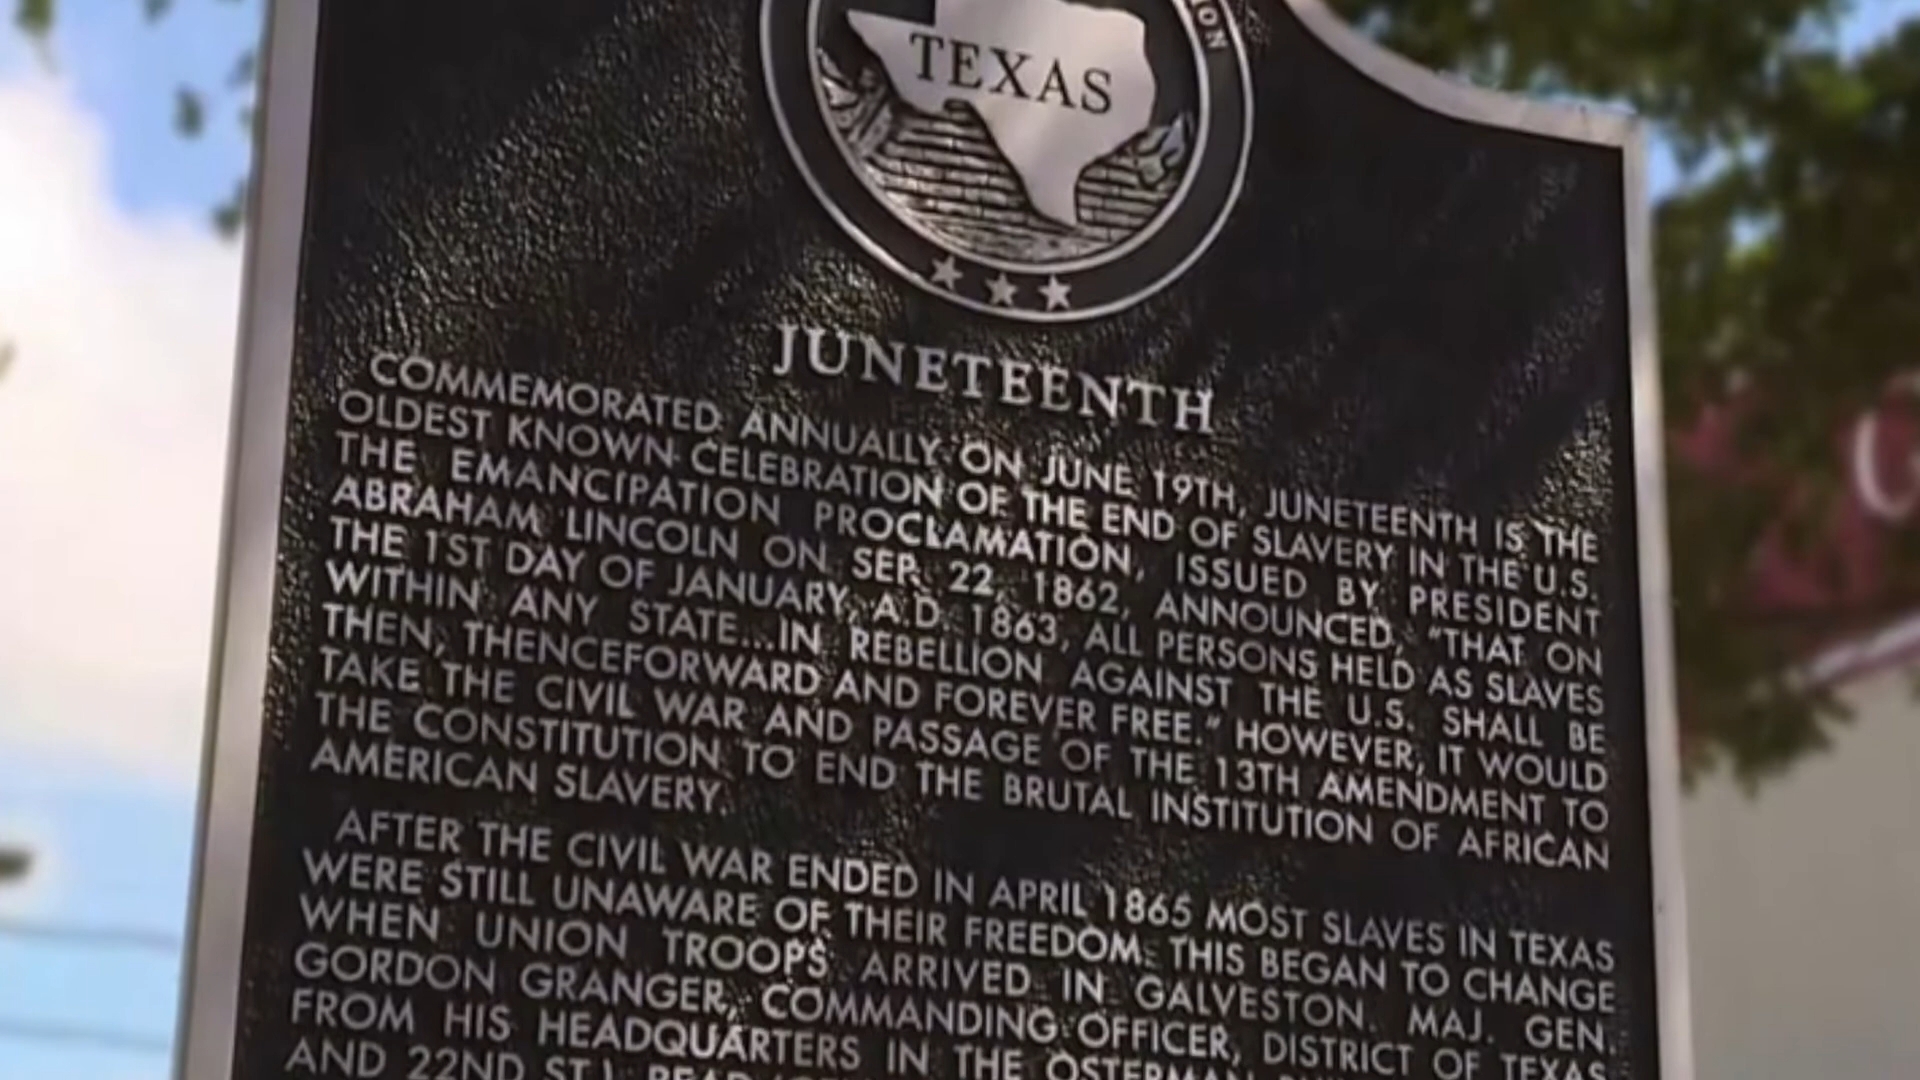 ON
TEXAS
JUNETEENTH
COMMEMORATED ANNUALLY ON JUNE 19TH, JUNETEENTH IS THE
OLDEST KNOWN CELEBRATION OF THE END OF SLAVERY IN THE U.S.
THE EMANCIPATION PROCLAMATION, ISSUED BY PRESIDENT
ABRAHAM LINCOLN ON SEP. 22, 1862, ANNOUNCED, "THAT ON
THE 1ST DAY OF JANUARY, A.D. 1863, ALL PERSONS HELD AS SLAVES
WITHIN ANY STATE...IN REBELLION AGAINST THE U.S. SHALL BE
THEN, THENCEFORWARD AND FOREVER FREE." HOWEVER, IT WOULD
TAKE THE CIVIL WAR AND PASSAGE OF THE 13TH AMENDMENT TO
THE CONSTITUTION TO END THE BRUTAL INSTITUTION OF AFRICAN
AMERICAN SLAVERY.
AFTER THE CIVIL WAR ENDED IN APRIL 1865 MOST SLAVES IN TEXAS
WERE STILL UNAWARE OF THEIR FREEDOM. THIS BEGAN TO CHANGE
WHEN UNION TROOPS ARRIVED IN GALVESTON. MAJ. GEN.
GORDON GRANGER, COMMANDING OFFICER, DISTRICT OF TEXAS,
FROM HIS HEADQUARTERS IN THE OSTERMAN
AND 22ND ST.), READ